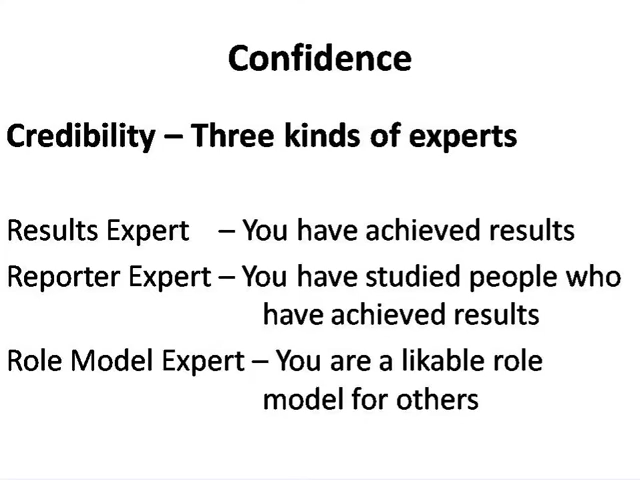 Confidence
Credibility – Three kinds of experts
Results Expert – You have achieved results
Reporter Expert – You have studied people who
have achieved results
Role Model Expert – You are a likable role
model for others